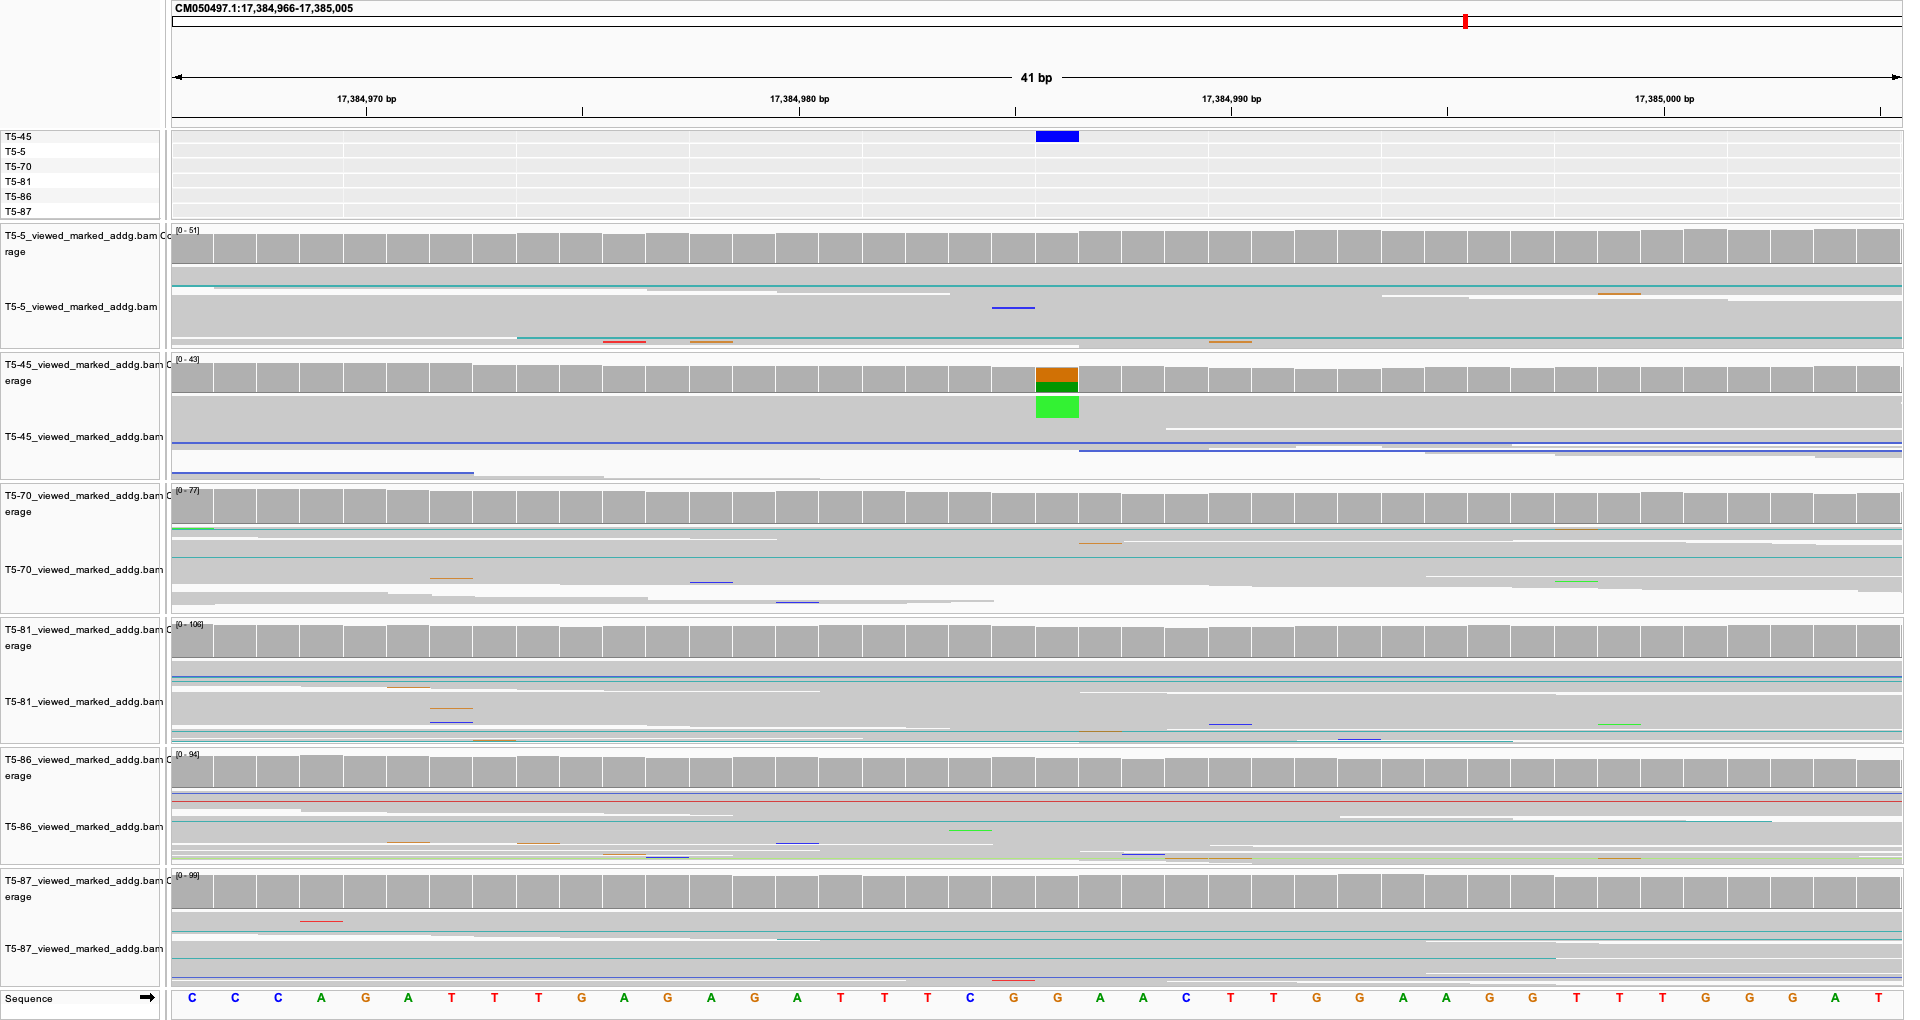 CM050497.1:17,384,966-17,385,005
41 bp
17,384,970 bp 17,384,980 bp 17,384,990 bp 17,385,000 bp
T5-45
T5-5
T5-70
T5-81
T5-86
T5-87
T5-5_viewed_marked_addg.bam Co
rage
[0 - 51]
T5-5_viewed_marked_addg.bam
T5-45_viewed_marked_addg.bam C
erage
[0 - 43]
T5-45_viewed_marked_addg.bam
T5-70_viewed_marked_addg.bam C
erage
[0 - 77]
T5-70_viewed_marked_addg.bam
T5-81_viewed_marked_addg.bam C
erage
[0 - 106]
T5-81_viewed_marked_addg.bam
T5-86_viewed_marked_addg.bam C
erage
[0 - 94]
T5-86_viewed_marked_addg.bam
T5-87_viewed_marked_addg.bam C
erage
[0 - 99]
T5-87_viewed_marked_addg.bam
Sequence C C C A G A T T T G A G A G A T T T C G G A A C T T G G A A G G T T T G G G A T